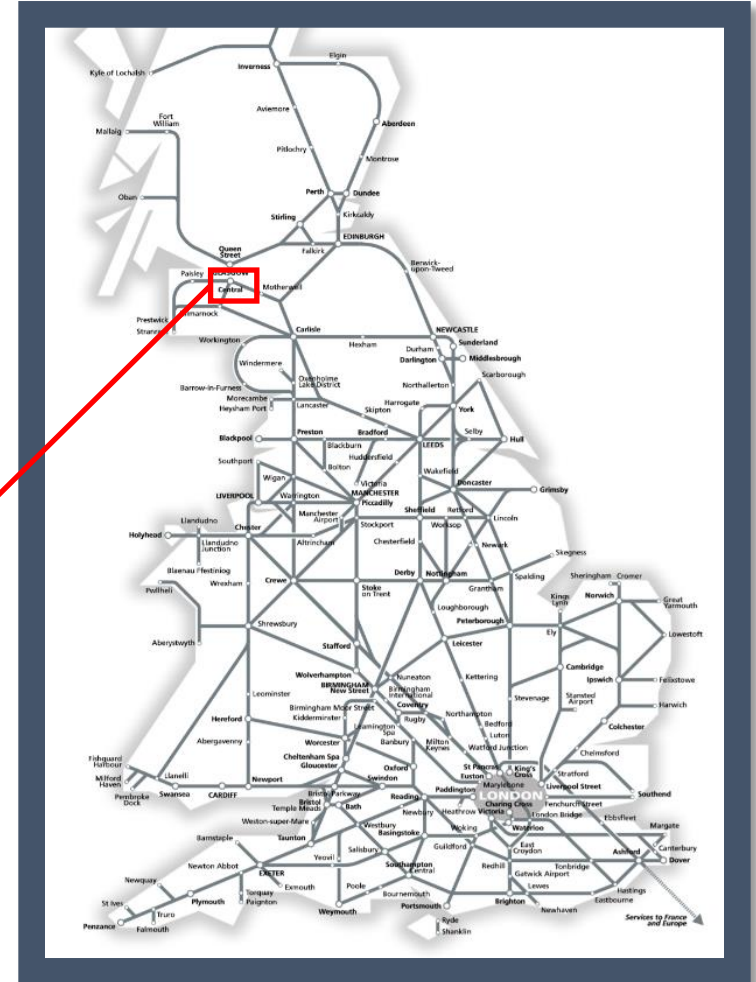 Elgin
Inverness
Kyle of Lochalsh
Aviemore
Fort
William
Aberdeen
Mallaig
Pitlochry
Montrose
Perth
Dundee
Oban
Stirling
Kirkcaldy
EDINBURGH
Queen
Street
Falkirk
Berwick-
upon-Tweed
Paisley
Central
Motherwell
Prestwick
Carlisle
NEWCASTLE
Workington
Hexham
Sunderland
Durham
Darlington
Middlesbrough
Windermere
Scarborough
Oxenholme
Lake District
Barrow-in-Furness
Northallerton
Morecambe
Heysham Port
Lancaster
Harrogate
York
Skipton
Blackpool
Preston
Bradford
Selby
Hull
Blackburn
LEEDS
Huddersfield
Southport
Bolton
Wakefield
Wigan
Victoria
Doncaster
LIVERPOOL
Warrington
MANCHESTER
Piccadilly
Grimsby
Manchester
Airport
Sheffield
Retford
Llandudno
Stockport
Worksop
Lincoln
Holyhead
Chester
Llandudno
Junction
Altrincham
Chesterfield
Newark
Skegness
Blaenau Ffestiniog
Derby
Nottingham
Spalding
Sheringham
Cromer
Pwllheli
Wrexham
Crewe
Stoke
on Trent
Grantham
Kings
Lynn
Norwich
Great
Yarmouth
Loughborough
Shrewsbury
Peterborough
Ely
Lowestoft
Aberystwyth
Stafford
Leicester
Wolverhampton
Cambridge
BIRMINGHAM
New Street
Nuneaton
Kettering
Ipswich
Felixstowe
Birmingham
International
Leominster
Stevenage
Stansted
Airport
Birmingham Moor Street
Coventry
Harwich
Hereford
Kidderminster
Rugby
Northampton
Colchester
Leamington
Spa
Bedford
Abergavenny
Worcester
Banbury
Milton
Keynes
Luton
Watford Junction
Chelmsford
Cheltenham Spa
Gloucester
Oxford
St Pancras
Euston
King's
Cross
Stratford
Fishguard
Harbour
Llanelli
Newport
Swindon
Marylebone
Liverpool Street
Milford
Haven
Paddington
LONDON
Southend
Pembroke
Dock
Swansea
CARDIFF
Bristol Parkway
Reading
Charing Cross
Fenchurch Street
Bristol
Temple Meads
Bath
Newbury
Heathrow
Victoria
London Bridge
Ebbsfleet
Weston-super-Mare
Westbury
Basingstoke
Woking
Waterloo
Margate
Barnstaple
Taunton
Salisbury
Guildford
East
Croydon
Canterbury
Yeovil
Ashford
Newton Abbot
Southampton
Central
Redhill
Tonbridge
Dover
EXETER
Gatwick Airport
Newquay
Exmouth
Poole
Lewes
Hastings
Torquay
Paignton
Bournemouth
Eastbourne
St Ives
Plymouth
Weymouth
Portsmouth
Brighton
Newhaven
Truro
Ryde
Services to France
and Europe
Penzance
Falmouth
Shanklin